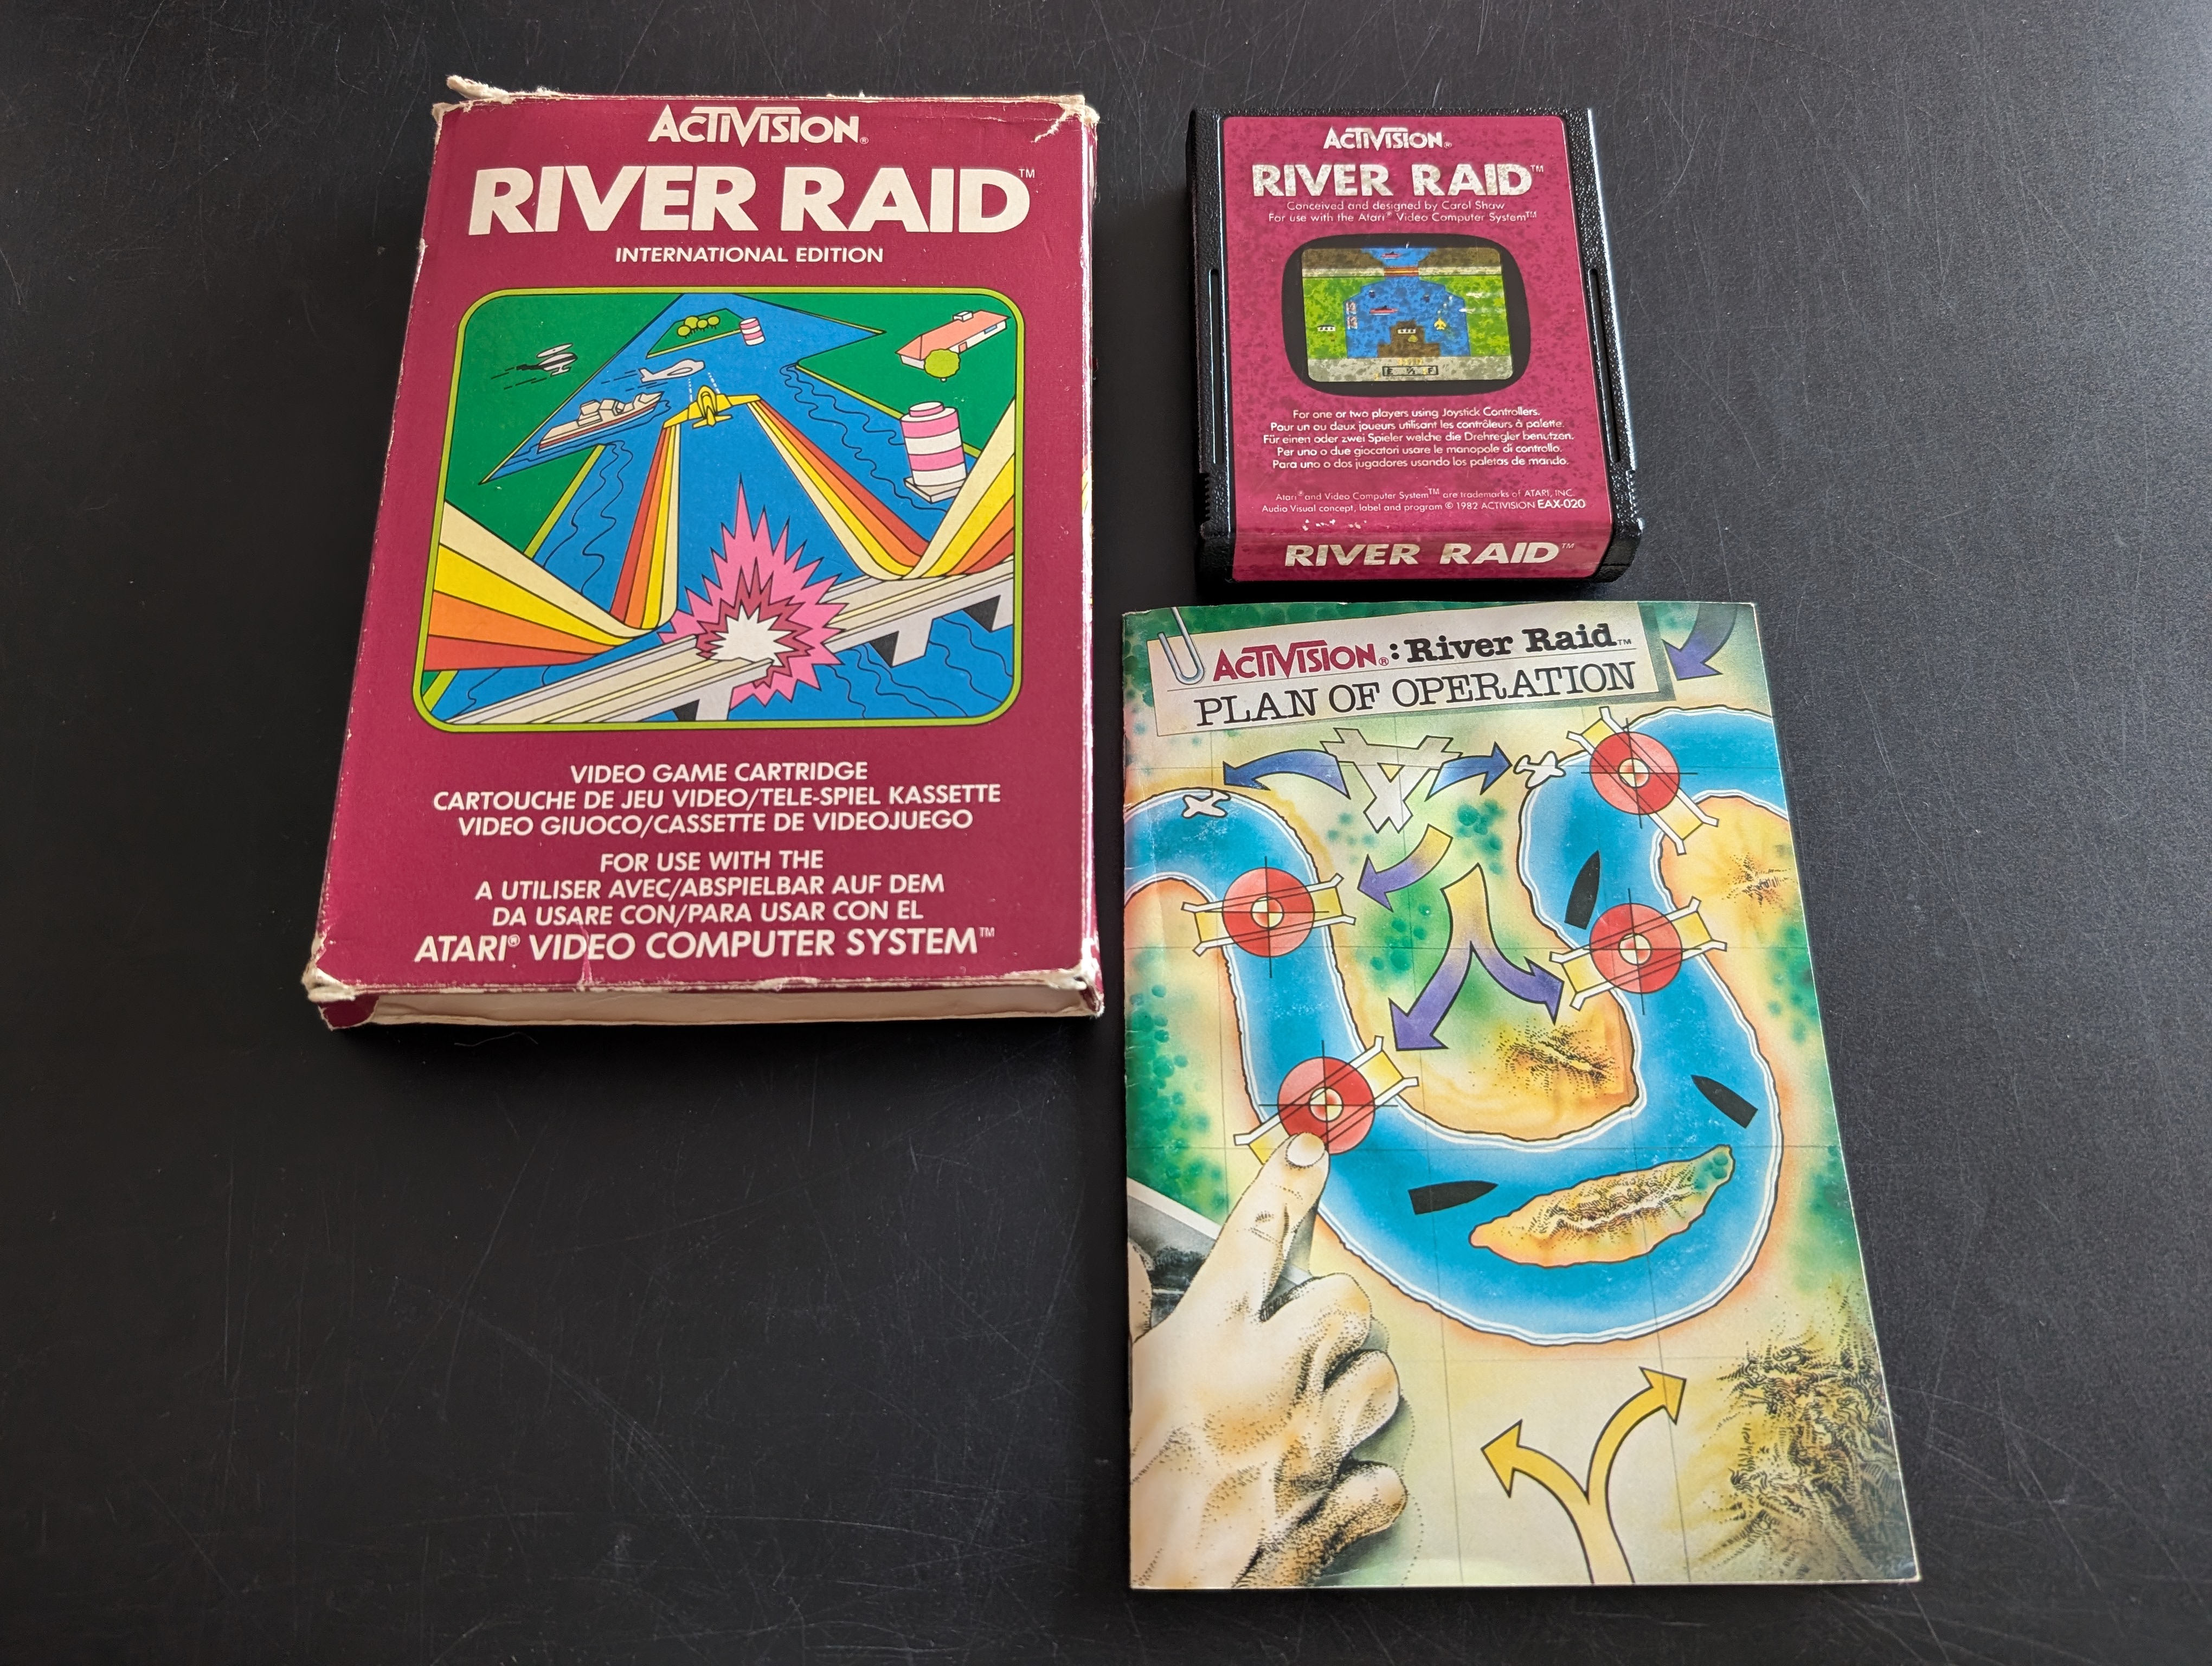 ACTIVISION®
RIVER RAID™
INTERNATIONAL EDITION
VIDEO GAME CARTRIDGE
CARTOUCHE DE JEU VIDEO/TELE-SPIEL KASSETTE
VIDEO GIUOCO/CASSETTE DE VIDEOJUEGO
FOR USE WITH THE
A UTILISER AVEC/ABSPIELBAR AUF DEM
DA USARE CON/PARA USAR CON EL
ATARI® VIDEO COMPUTER SYSTEM™
ACTIVISION®
RIVER RAID™
Conceived and designed by Carol Shaw
For use with the Atari® Video Computer System™
E ½ F
For one or two players using Joystick Controllers.
Pour un ou deux joueurs utilisant les contrôleurs à palette.
Für einen oder zwei Spieler welche die Drehregler benutzen.
Per uno o due giocatori usare le manopole di controllo.
Para uno o dos jugadores usando los paletas de mando.
Atari® and Video Computer System™ are trademarks of ATARI, INC.
Audio Visual concept, label and program © 1982 ACTIVISION EAX-020
RIVER RAID™
ACTIVISION®: River Raid™
PLAN OF OPERATION